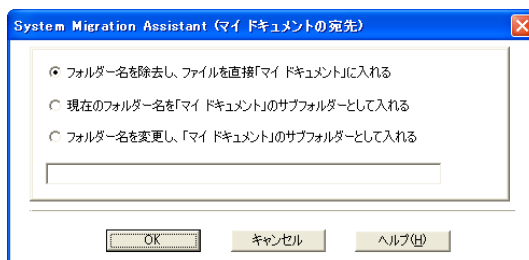 System Migration Assistant (マイ ドキュメントの宛先)
フォルダー名を除去し、ファイルを直接「マイ ドキュメント」に入れる
現在のフォルダー名を「マイ ドキュメント」のサブフォルダーとして入れる
フォルダー名を変更し、「マイ ドキュメント」のサブフォルダーとして入れる
OK キャンセル ヘルプ(H)